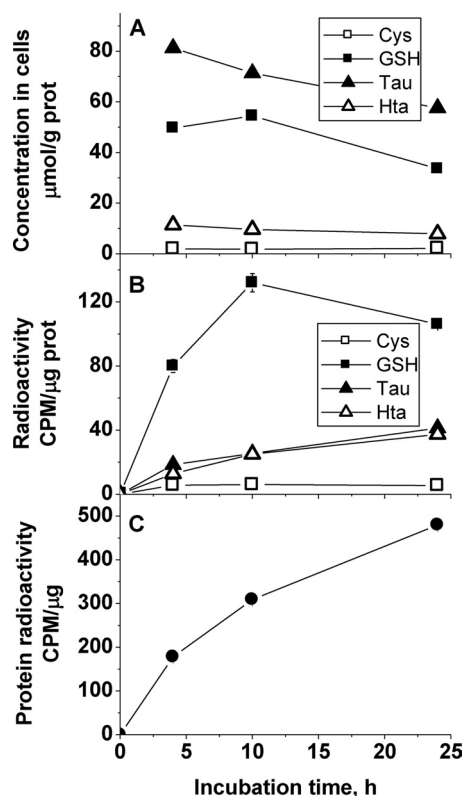 A
Cys
GSH
Tau
Hta
80
60
40
20
0
Concentration in cells
μmol/g prot
B
Cys
GSH
Tau
Hta
120
80
40
0
Radioactivity
CPM/μg prot
C
500
400
300
200
100
0
Protein radioactivity
CPM/μg
0 5 10 15 20 25
Incubation time, h